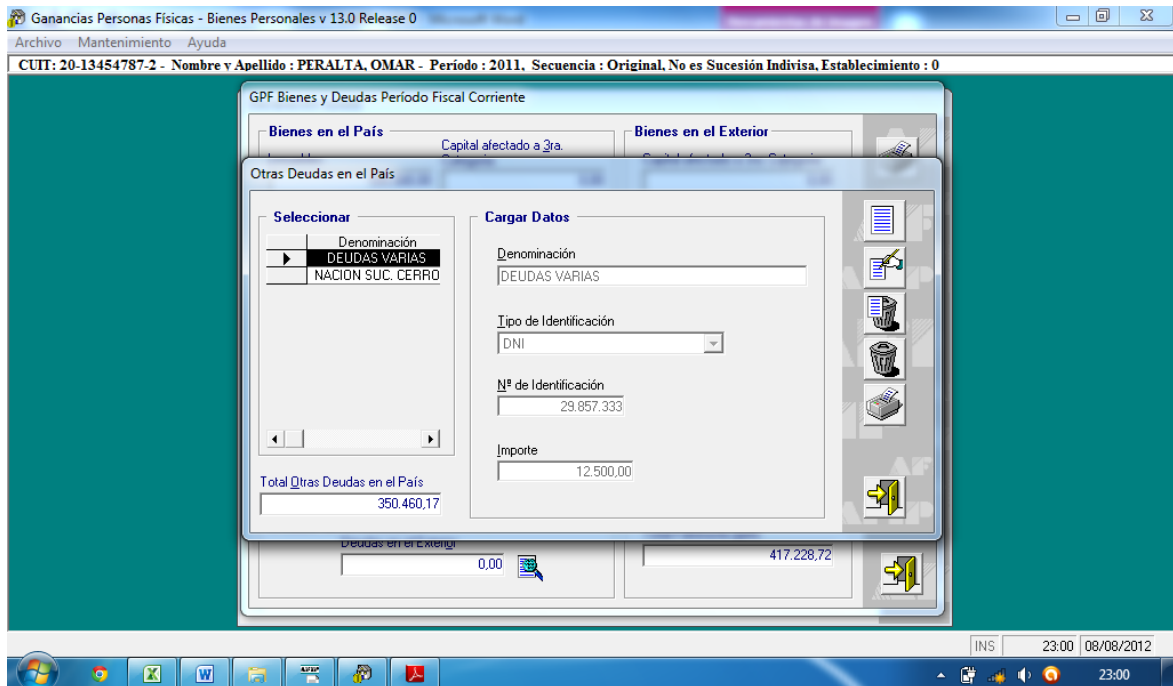 Ganancias Personas Físicas - Bienes Personales v 13.0 Release 0
Archivo Mantenimiento Ayuda
CUIT: 20-13454787-2 - Nombre y Apellido : PERALTA, OMAR - Período : 2011, Secuencia : Original, No es Sucesión Indivisa, Establecimiento : 0
GPF Bienes y Deudas Período Fiscal Corriente
Bienes en el País
Capital afectado a 3ra.
Bienes en el Exterior
Otras Deudas en el País
Seleccionar
Denominación
DEUDAS VARIAS
NACION SUC. CERRO
Total Otras Deudas en el País
350.460,17
Cargar Datos
Denominación
DEUDAS VARIAS
Tipo de Identificación
DNI
Nª de Identificación
29.857.333
Importe
12.500,00
Deudas en el Exterior
0,00
417.228,72
INS 23:00 08/08/2012
23:00